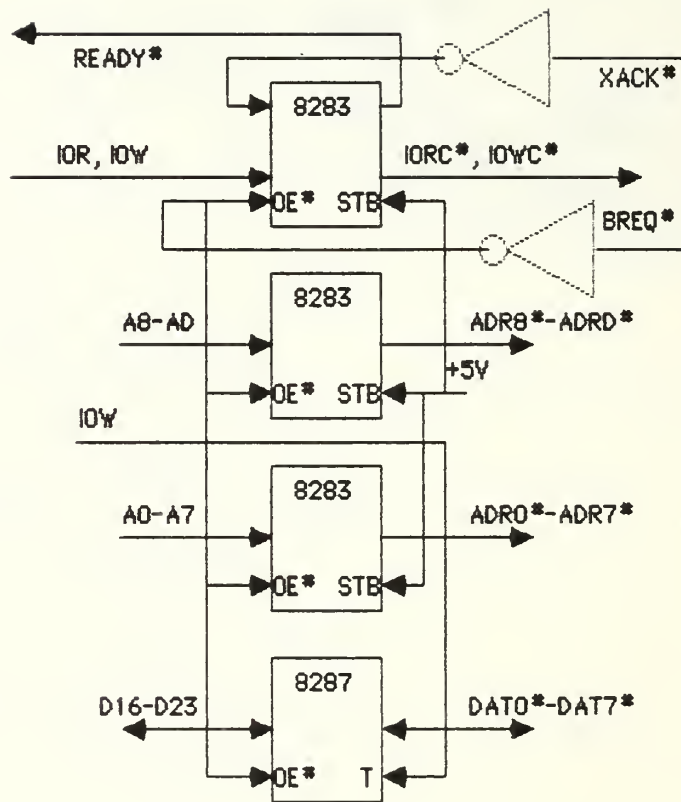 READY*
XACK*
8283
IOR, IOW
IORC*, IOWC*
OE* STB
BREQ*
8283
A8-AD
ADR8*-ADRD*
+5V
OE* STB
IOW
8283
A0-A7
ADR0*-ADR7*
OE* STB
8287
D16-D23
DAT0*-DAT7*
OE* T